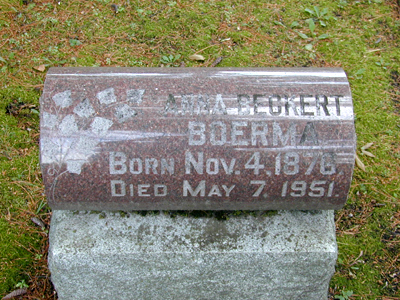 ANNA BECKERT
BOERMA
BORN NOV. 4, 1876.
DIED MAY 7, 1951.